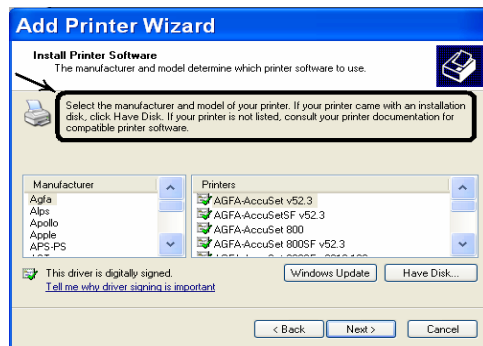 Add Printer Wizard
Install Printer Software
The manufacturer and model determine which printer software to use.
Select the manufacturer and model of your printer. If your printer came with an installation
disk, click Have Disk. If your printer is not listed, consult your printer documentation for
compatible printer software.
Manufacturer
Agfa
Alps
Apollo
Apple
APS-PS
Printers
AGFA-AccuSet v52.3
AGFA-AccuSetSF v52.3
AGFA-AccuSet 800
AGFA-AccuSet 800SF v52.3
This driver is digitally signed.
Tell me why driver signing is important
Windows Update
Have Disk...
< Back
Next >
Cancel